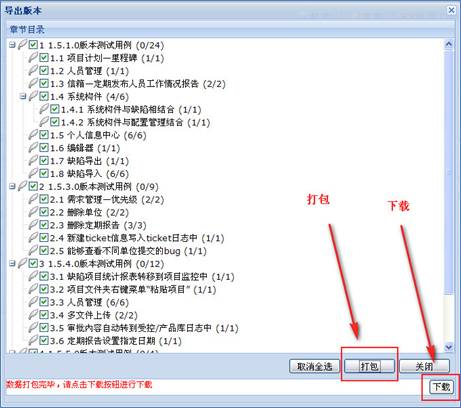 导出版本
章节目录
1 1.5.1.0版本测试用例 (0/24)
1.1 项目计划一里程碑 (1/1)
1.2 人员管理 (1/1)
1.3 信箱一定期发布人员工作情况报告 (2/2)
1.4 系统构件 (4/6)
1.4.1 系统构件与缺陷相结合 (1/1)
1.4.2 系统构件与配置管理结合 (1/1)
1.5 个人信息中心 (6/6)
1.6 编辑器 (1/1)
1.7 缺陷导出 (1/1)
1.8 缺陷导入 (6/6)
2 1.5.3.0版本测试用例 (0/9)
2.1 需求管理一优先级 (2/2)
2.2 删除单位 (2/2)
2.3 删除定期报告 (3/3)
2.4 新建ticket信息写入ticket日志中 (1/1)
2.5 能够查看不同单位提交的bug (1/1)
3 1.5.4.0版本测试用例 (0/12)
3.1 缺陷项目统计报表转移到项目监控中 (1/1)
3.2 项目文件夹右键菜单“粘贴项目” (1/1)
3.3 人员管理 (6/6)
3.4 多文件上传 (2/2)
3.5 审批内容自动转到受控/产品库日志中 (1/1)
3.6 定期报告设置指定日期 (1/1)
打包
下载
取消全选 打包 关闭
数据打包完毕，请点击下载按钮进行下载 下载